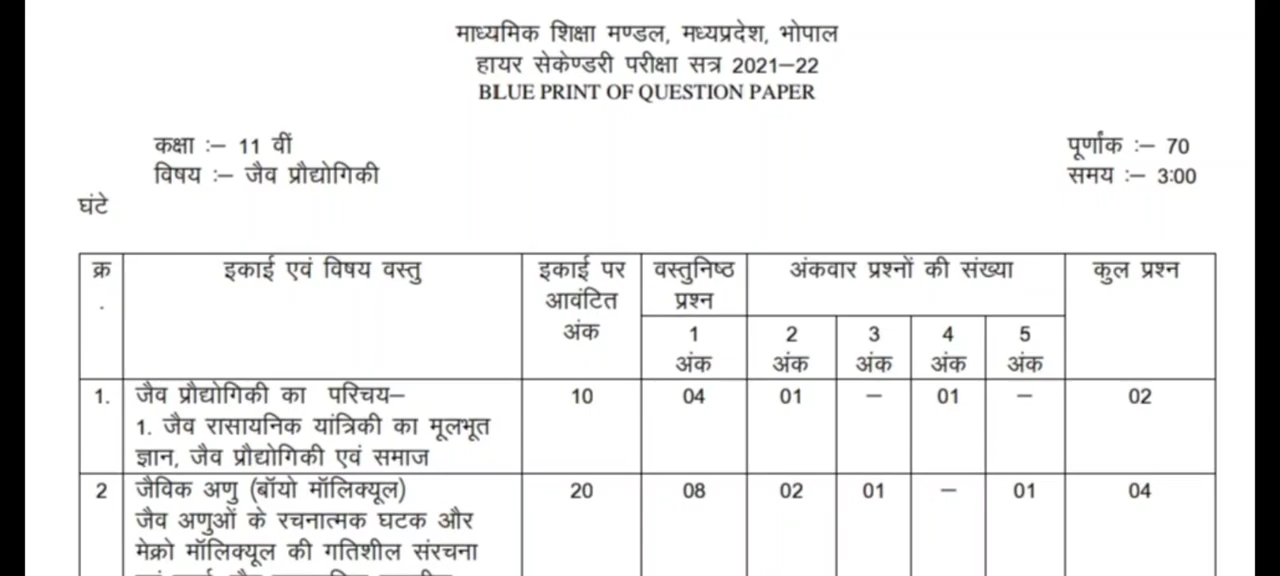 माध्यमिक शिक्षा मण्डल, मध्यप्रदेश, भोपाल
हायर सेकेण्डरी परीक्षा सत्र 2021–22
BLUE PRINT OF QUESTION PAPER
कक्षा :– 11 वीं पूर्णांक :– 70
विषय :– जैव प्रौद्योगिकी समय :– 3:00
घंटे
क्र इकाई एवं विषय वस्तु इकाई पर वस्तुनिष्ठ अंकवार प्रश्नों की संख्या कुल प्रश्न
. आवंटित प्रश्न
अंक 1 2 3 4 5
अंक अंक अंक अंक अंक
1. जैव प्रौद्योगिकी का परिचय– 10 04 01 – 01 – 02
1. जैव रासायनिक यांत्रिकी का मूलभूत
ज्ञान, जैव प्रौद्योगिकी एवं समाज
2 जैविक अणु (बॉयो मॉलिक्यूल) 20 08 02 01 – 01 04
जैव अणुओं के रचनात्मक घटक और
मेक्रो मॉलिक्यूल की गतिशील संरचना